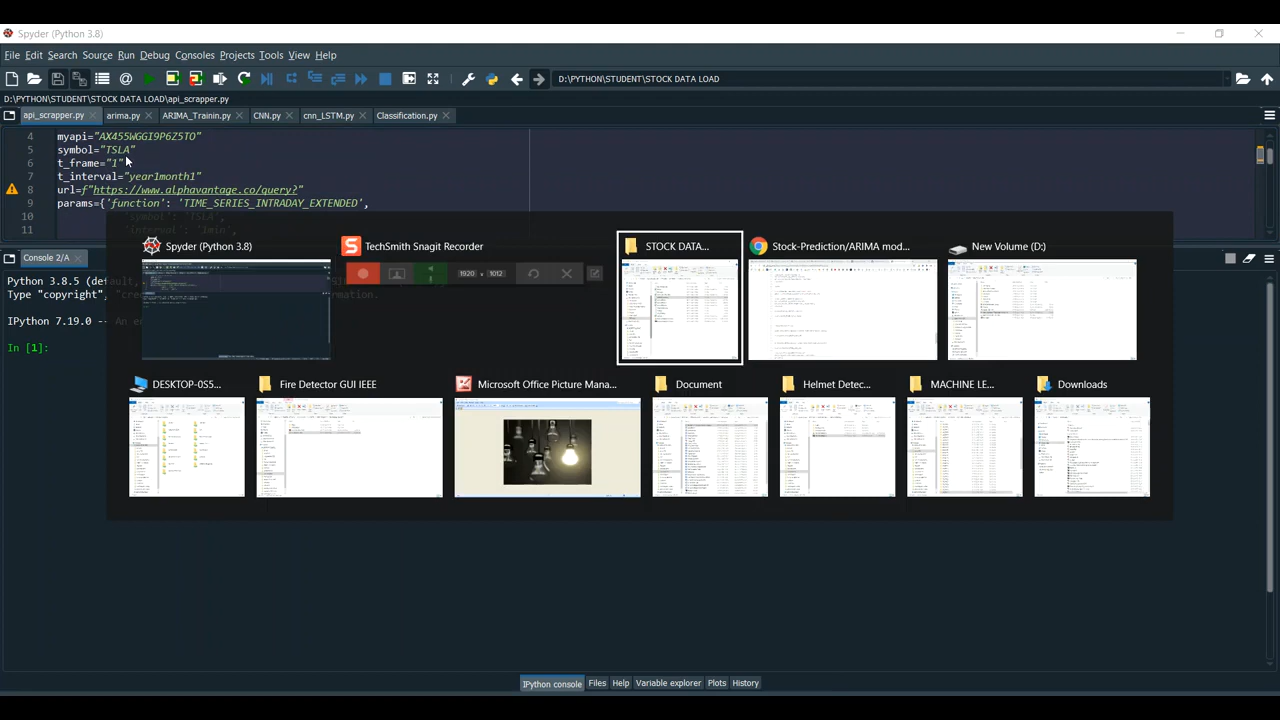 Spyder (Python 3.8)
File Edit Search Source Run Debug Consoles Projects Tools View Help
D:\PYTHON\STUDENT\STOCK DATA LOAD
D:\PYTHON\STUDENT\STOCK DATA LOAD\api_scrapper.py
api_scrapper.py arima.py ARIMA_Trainin.py CNN.py cnn_LSTM.py Classification.py
4 myapi="AX455WGGI9P6Z5TO"
5 symbol="TSLA"
6 t_frame="1"
7 t_interval="year1month1"
8 url=f"https://www.alphavantage.co/query?"
9 params={'function': 'TIME_SERIES_INTRADAY_EXTENDED',
10 'symbol': 'TSLA',
11 'interval': '1min',
Console 2/A
Python 3.8.5 (default,
Type "copyright",
IPython 7.19.0
In [1]:
Spyder (Python 3.8) TechSmith Snagit Recorder STOCK DATA... Stock-Prediction/ARIMA mod... New Volume (D:)
1920 x 1012
DESKTOP-0S5... Fire Detector GUI IEEE Microsoft Office Picture Mana... Document Helmet Detec... MACHINE LE... Downloads
IPython console Files Help Variable explorer Plots History